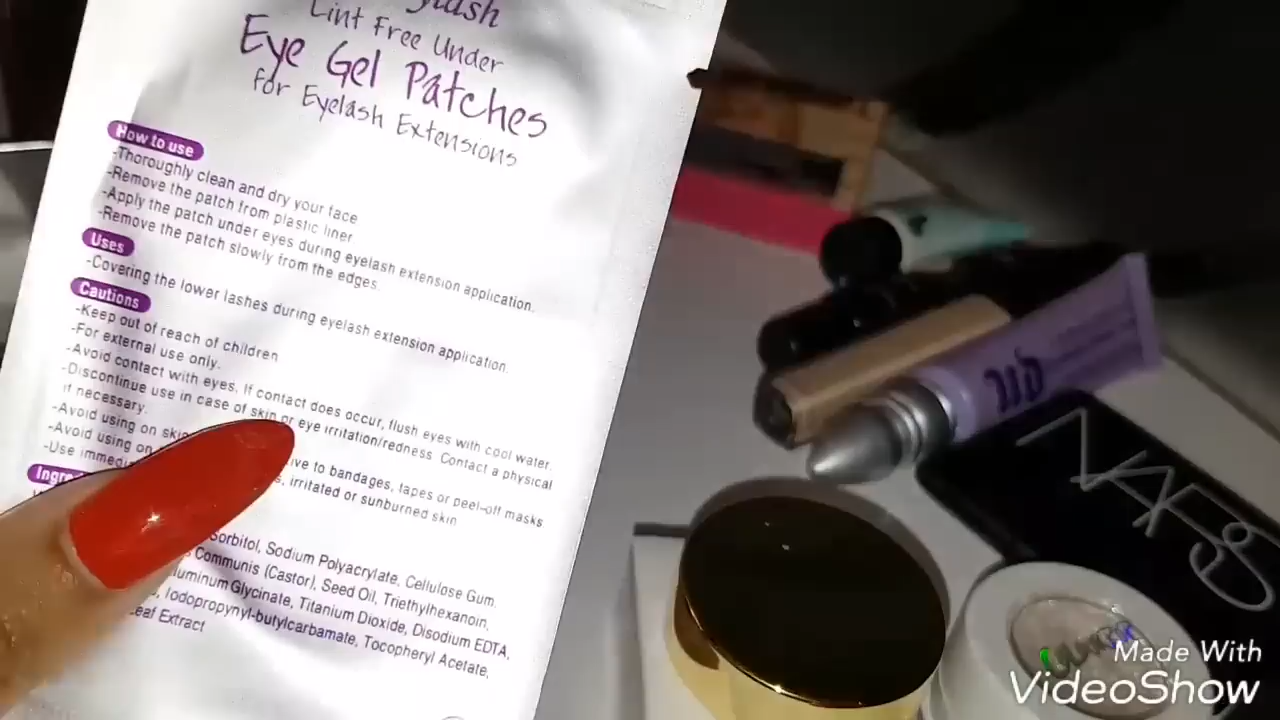 Lint Free Under
Eye Gel Patches
for Eyelash Extensions
How to use
-Thoroughly clean and dry your face
-Remove the patch from plastic liner
-Apply the patch under eyes during eyelash extension application.
-Remove the patch slowly from the edges.
Uses
-Covering the lower lashes during eyelash extension application.
Cautions
-Keep out of reach of children
-For external use only.
-Avoid contact with eyes. If contact does occur, flush eyes with cool water.
-Discontinue use in case of skin or eye irritation/redness. Contact a physical
if necessary.
-Avoid using on to bandages, tapes or peel-off masks
-Avoid using on irritated or sunburned skin
-Use
Sorbitol, Sodium Polyacrylate, Cellulose Gum.
Communis (Castor), Seed Oil, Triethylhexanoin,
Glycinate, Titanium Dioxide, Disodium EDTA,
Iodopropynyl-butylcarbamate, Tocopheryl Acetate,
Leaf Extract
UD
NARS
Made With
VideoShow